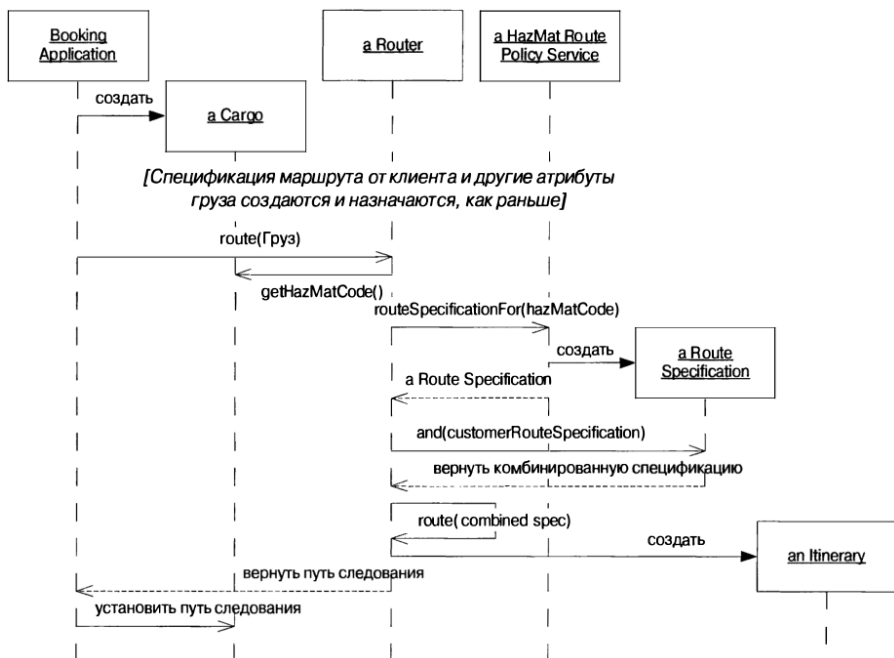 Booking
Application
a Router
a HazMat Route
Policy Service
создать
a Cargo
[Спецификация маршрута от клиента и другие атрибуты
груза создаются и назначаются, как раньше]
route(Груз)
getHazMatCode()
routeSpecificationFor(hazMatCode)
создать
a Route
Specification
a Route Specification
and(customerRouteSpecification)
вернуть комбинированную спецификацию
route( combined spec)
создать
an Itinerary
вернуть путь следования
установить путь следования